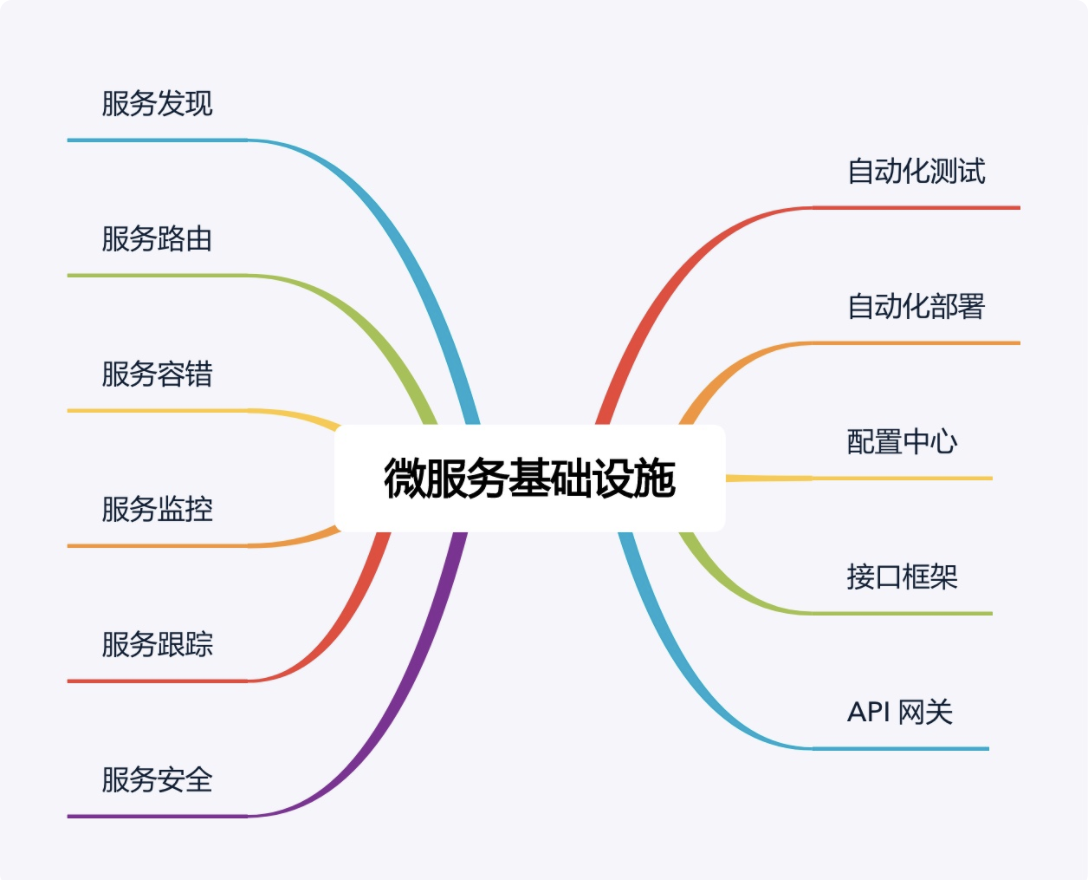 服务发现
服务路由
服务容错
服务监控
服务跟踪
服务安全
微服务基础设施
自动化测试
自动化部署
配置中心
接口框架
API 网关